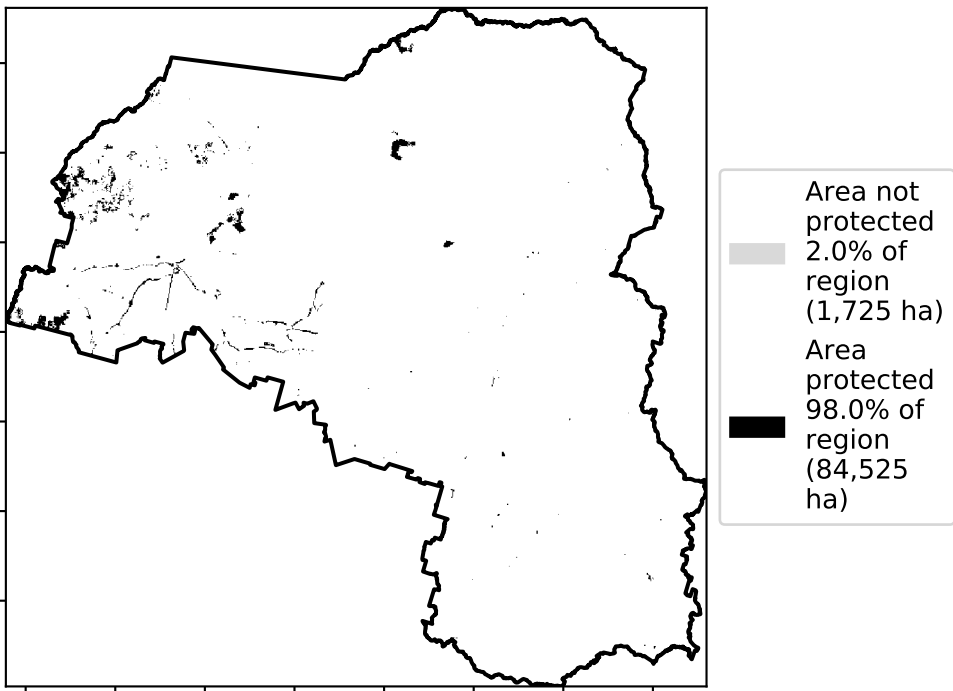 Area not
protected
2.0% of
region
(1,725 ha)
Area
protected
98.0% of
region
(84,525
ha)